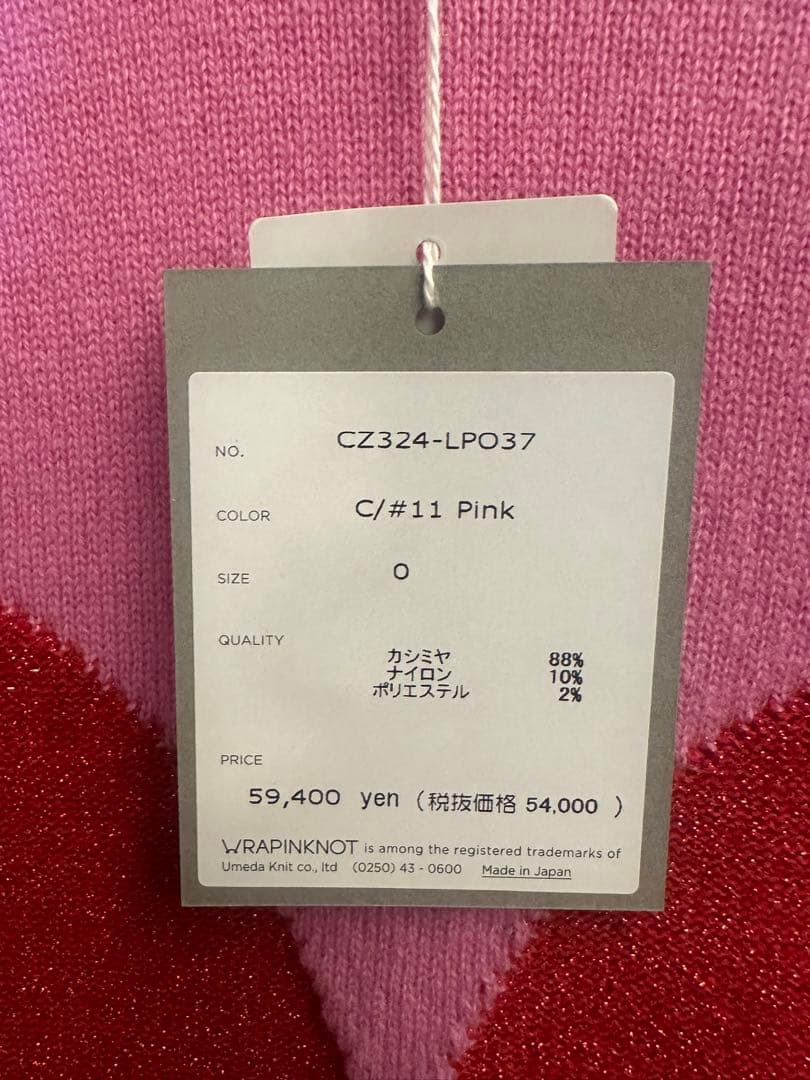 NO. CZ324-LP037
COLOR C/#11 Pink
SIZE 0
QUALITY
カシミヤ 88%
ナイロン 10%
ポリエステル 2%
PRICE
59,400 yen (税抜価格 54,000 )
WRAPINKNOT is among the registered trademarks of
Umeda Knit co., ltd (0250) 43 - 0600 Made in Japan